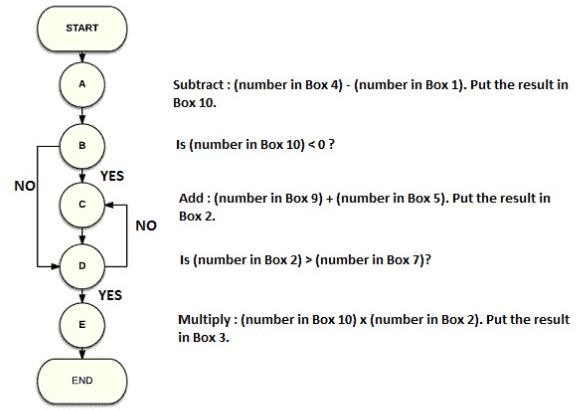 START
A
Subtract : (number in Box 4) - (number in Box 1). Put the result in
Box 10.
B
Is (number in Box 10) < 0 ?
YES
NO
C
Add : (number in Box 9) + (number in Box 5). Put the result in
Box 2.
NO
D
Is (number in Box 2) > (number in Box 7)?
YES
E
Multiply : (number in Box 10) x (number in Box 2). Put the result
in Box 3.
END